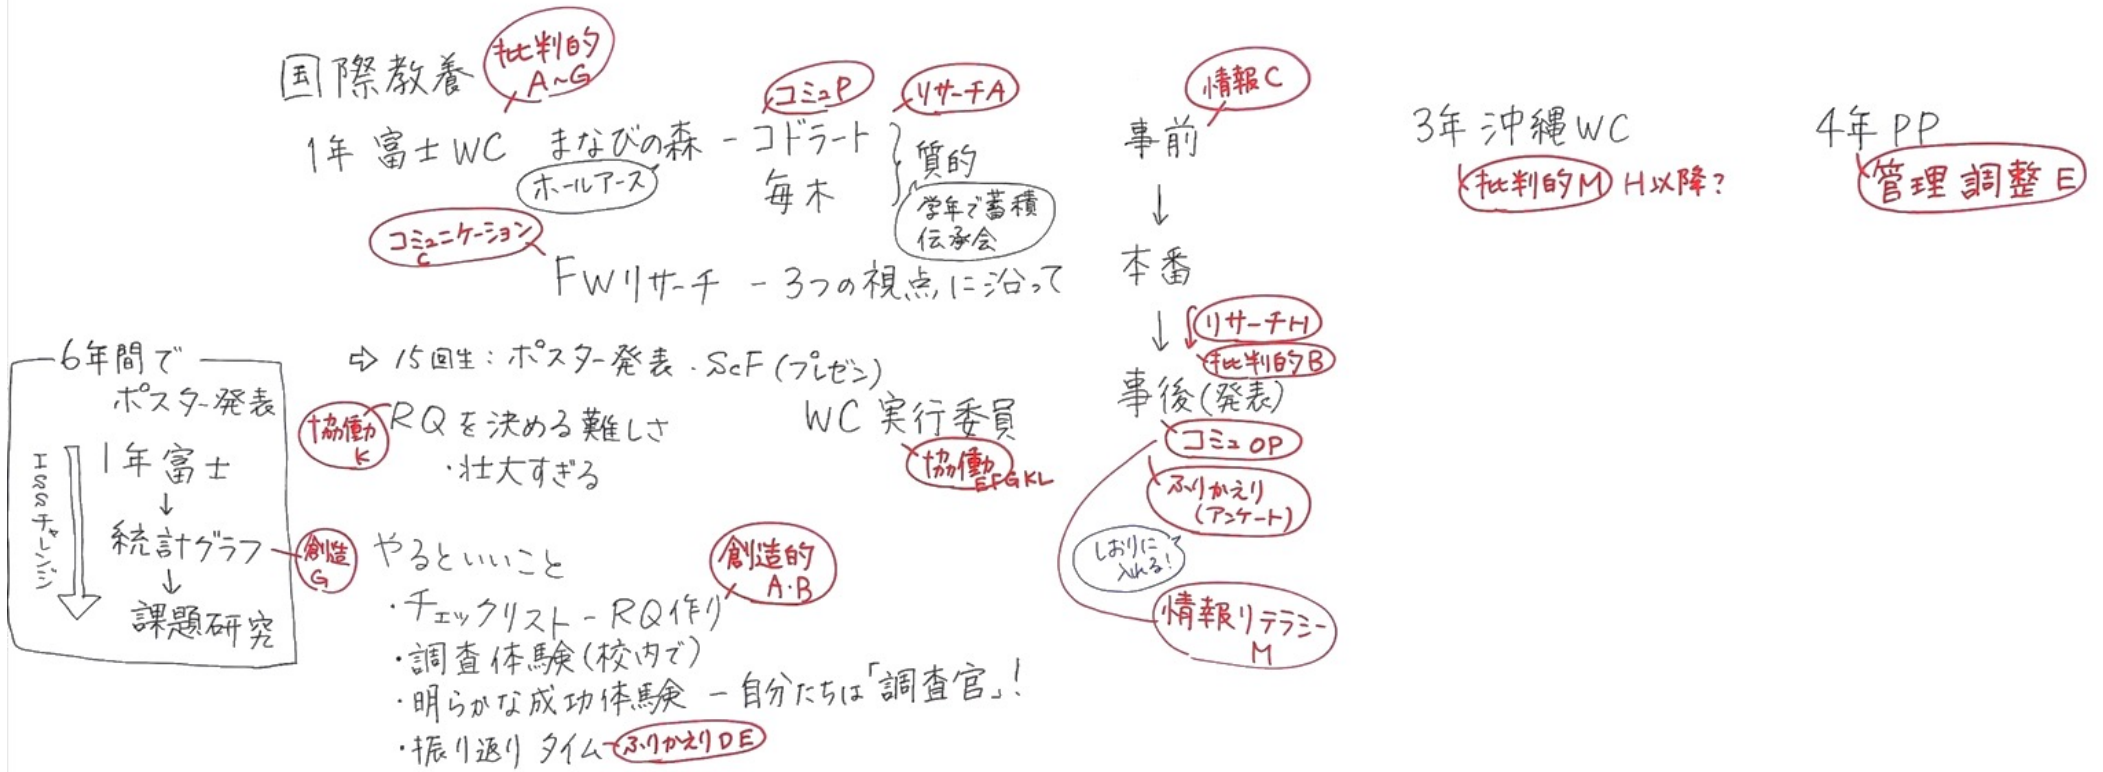 国際教養
批判的
A~G
1年 富士WC
まなびの森 - コドラート
毎木
ホールアース
コミュP
リサーチA
質的
学年で蓄積
伝承会
コミュニケーション
C
FWリサーチ - 3つの視点に沿って
⇨ 15回生:ポスター発表・ScF(プレゼン)
協働
K
RQを決める難しさ
・壮大すぎる
WC 実行委員
協働
EFGKL
6年間で
ポスター発表
1年富士
↓
統計グラフ
↓
課題研究
ISSチャレンジ
創造
G
やるといいこと
創造的
A・B
・チェックリスト-RQ作り
・調査体験(校内で)
・明らかな成功体験 - 自分たちは「調査官」!
・振り返りタイム
ふりかえりDE
情報C
事前
↓
本番
↓
リサーチH
批判的B
事後(発表)
コミュOP
ふりかえり
(アンケート)
しおりに
入れる!
情報リテラシー
M
3年 沖縄WC
批判的M H以降?
4年PP
管理 調整 E